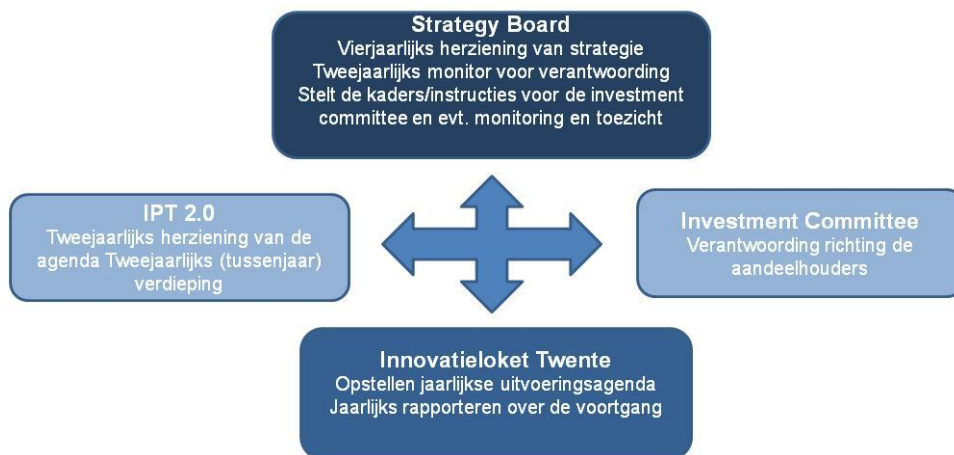 Strategy Board
Vierjaarlijks herziening van strategie
Tweejaarlijks monitor voor verantwoording
Stelt de kaders/instructies voor de investment
committee en evt. monitoring en toezicht
IPT 2.0
Tweejaarlijks herziening van de
agenda Tweejaarlijks (tussenjaar)
verdieping
Investment Committee
Verantwoording richting de
aandeelhouders
Innovatieloket Twente
Opstellen jaarlijkse uitvoeringsagenda
Jaarlijks rapporteren over de voortgang